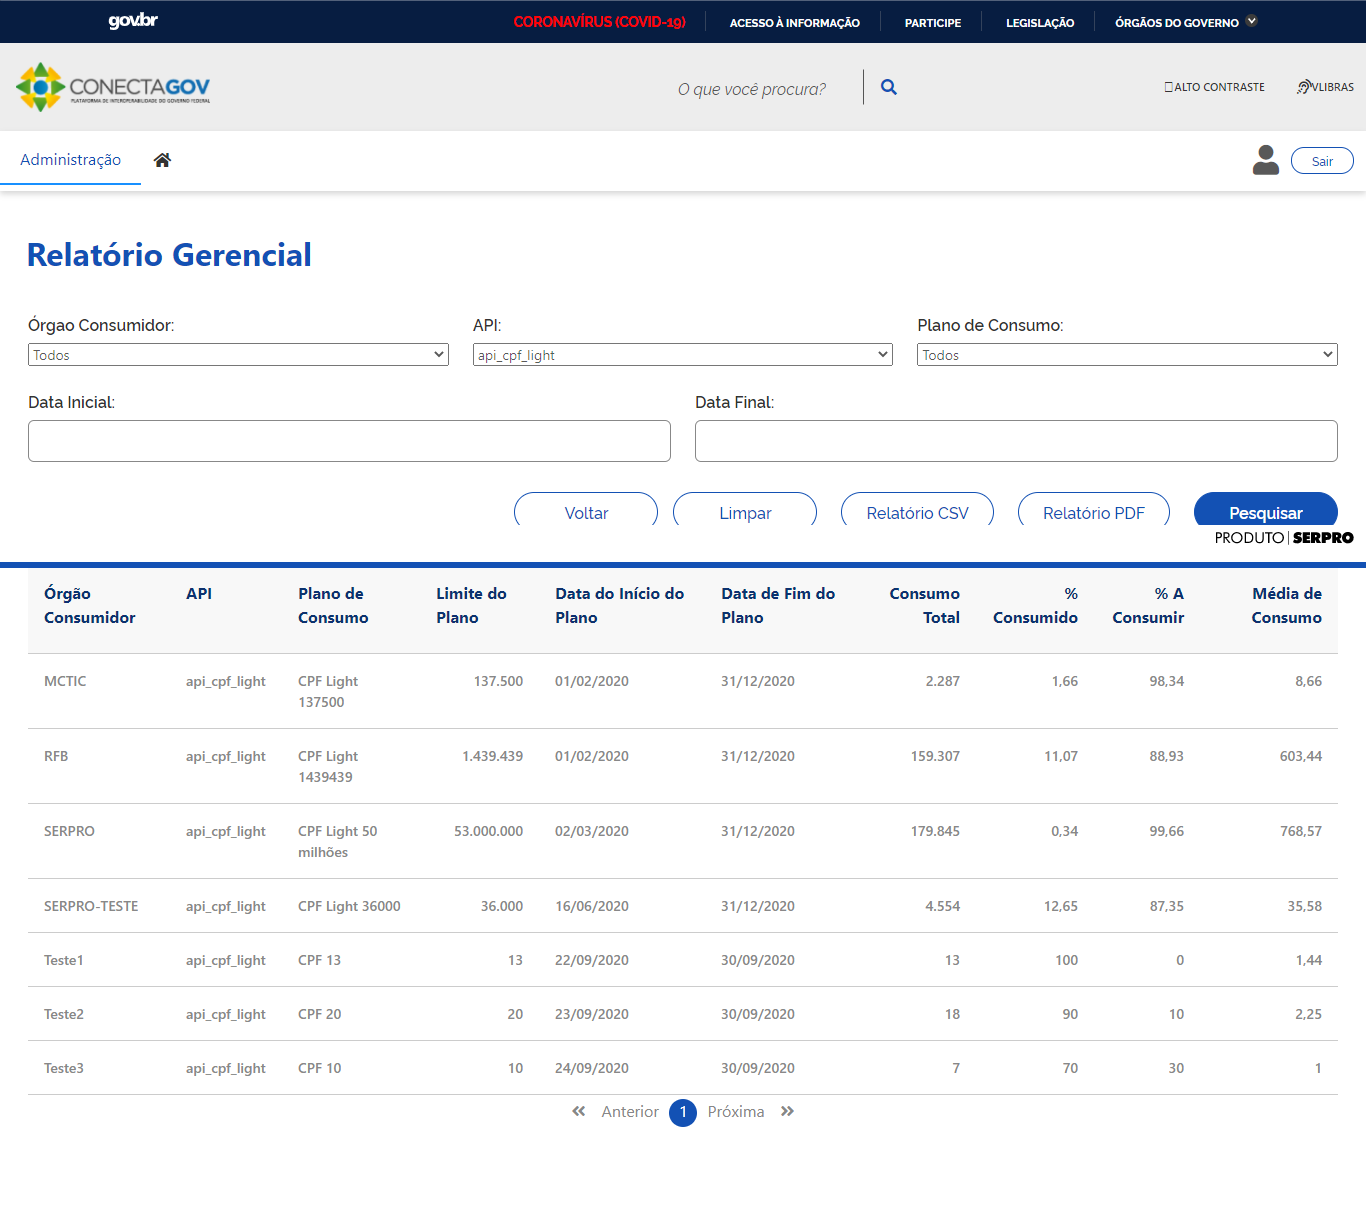 gov.br CORONAVÍRUS (COVID-19) ACESSO À INFORMAÇÃO PARTICIPE LEGISLAÇÃO ÓRGÃOS DO GOVERNO
CONECTAGOV O que você procura? ALTO CONTRASTE VLIBRAS
PLATAFORMA DE INTEROPERABILIDADE DO GOVERNO FEDERAL
Administração Sair
Relatório Gerencial
Órgao Consumidor: API: Plano de Consumo:
Todos api_cpf_light Todos
Data Inicial: Data Final:
Voltar Limpar Relatório CSV Relatório PDF Pesquisar
PRODUTO SERPRO
Órgão API Plano de Limite do Data do Início do Data de Fim do Consumo % % A Média de
Consumidor Consumo Plano Plano Plano Total Consumido Consumir Consumo
MCTIC api_cpf_light CPF Light 137.500 01/02/2020 31/12/2020 2.287 1,66 98,34 8,66
137500
RFB api_cpf_light CPF Light 1.439.439 01/02/2020 31/12/2020 159.307 11,07 88,93 603,44
1439439
SERPRO api_cpf_light CPF Light 50 53.000.000 02/03/2020 31/12/2020 179.845 0,34 99,66 768,57
milhões
SERPRO-TESTE api_cpf_light CPF Light 36000 36.000 16/06/2020 31/12/2020 4.554 12,65 87,35 35,58
Teste1 api_cpf_light CPF 13 13 22/09/2020 30/09/2020 13 100 0 1,44
Teste2 api_cpf_light CPF 20 20 23/09/2020 30/09/2020 18 90 10 2,25
Teste3 api_cpf_light CPF 10 10 24/09/2020 30/09/2020 7 70 30 1
« Anterior 1 Próxima »